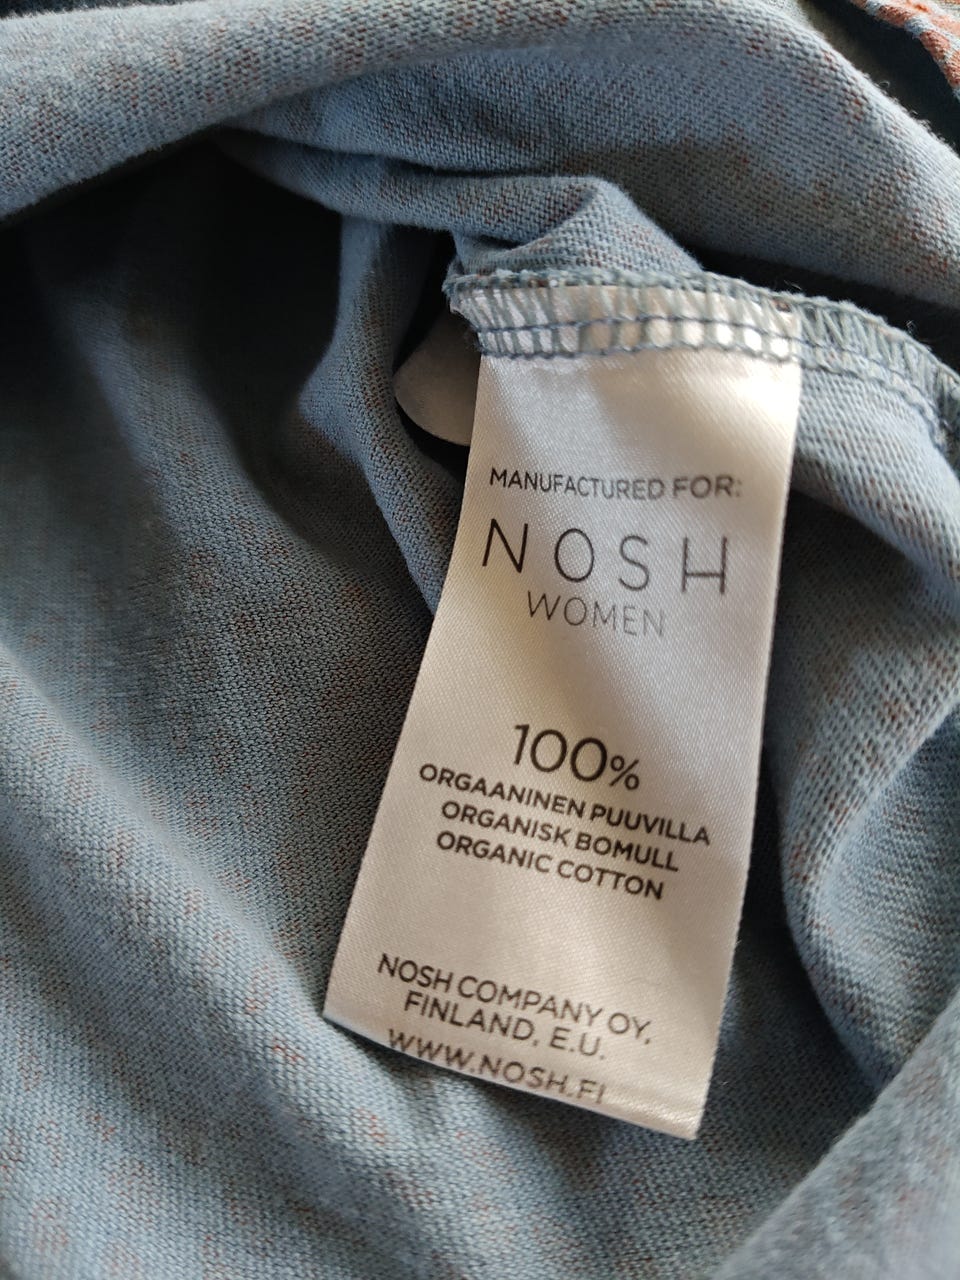 MANUFACTURED FOR:
NOSH
WOMEN
100%
ORGAANINEN PUUVILLA
ORGANISK BOMULL
ORGANIC COTTON
NOSH COMPANY OY,
FINLAND, E.U.
WWW.NOSH.FI